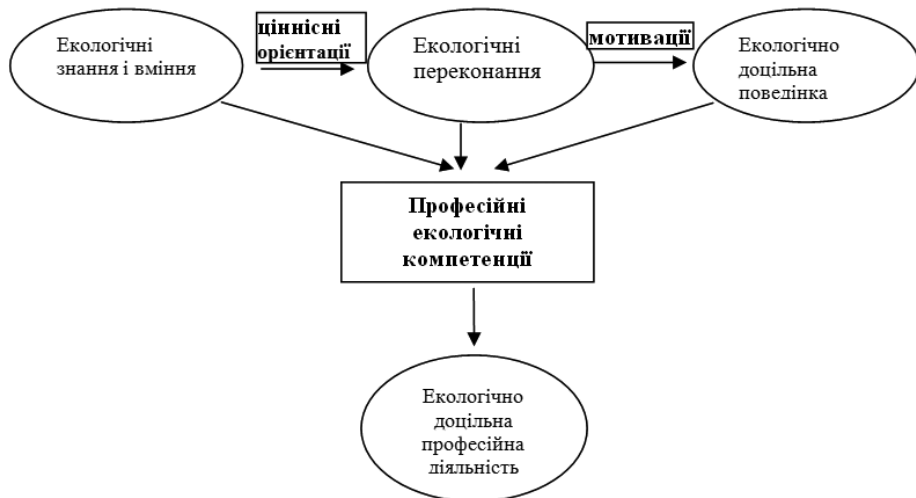 Екологічні
знання і вміння
ціннісні
орієнтації
Екологічні
переконання
мотивації
Екологічно
доцільна
поведінка
Професійні
екологічні
компетенції
Екологічно
доцільна
професійна
діяльність